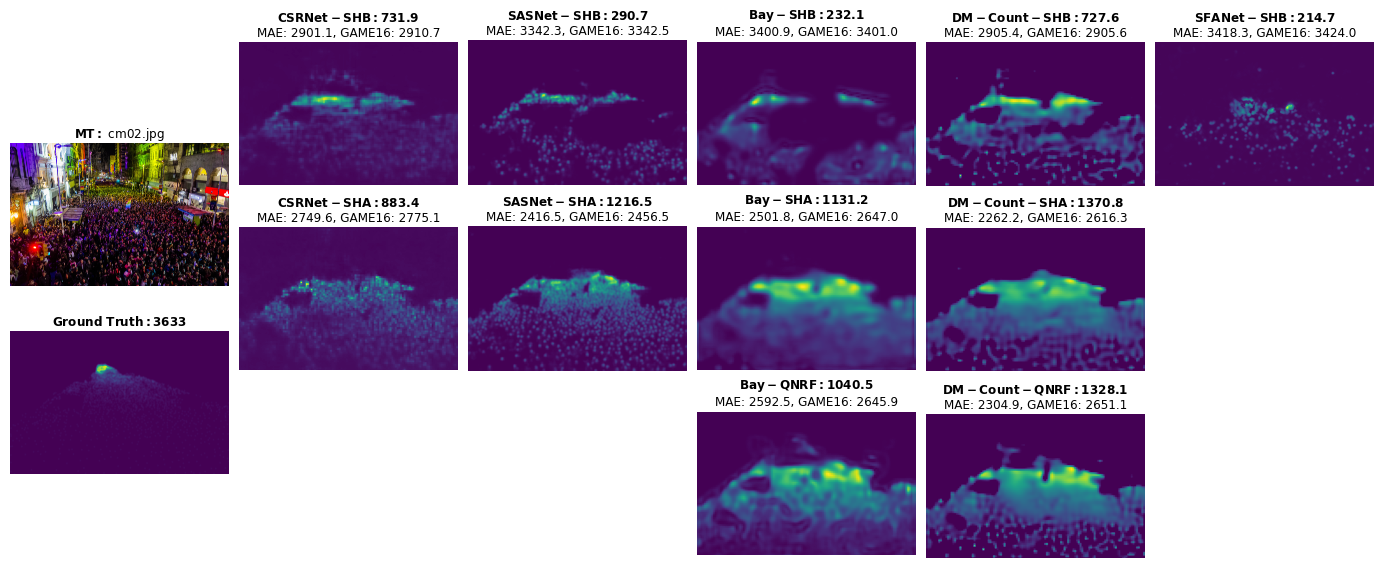 CSRNet − SHB : 731.9
MAE: 2901.1, GAME16: 2910.7
SASNet − SHB : 290.7
MAE: 3342.3, GAME16: 3342.5
Bay − SHB : 232.1
MAE: 3400.9, GAME16: 3401.0
DM − Count − SHB : 727.6
MAE: 2905.4, GAME16: 2905.6
SFANet − SHB : 214.7
MAE: 3418.3, GAME16: 3424.0
MT : cm02.jpg
CSRNet − SHA : 883.4
MAE: 2749.6, GAME16: 2775.1
SASNet − SHA : 1216.5
MAE: 2416.5, GAME16: 2456.5
Bay − SHA : 1131.2
MAE: 2501.8, GAME16: 2647.0
DM − Count − SHA : 1370.8
MAE: 2262.2, GAME16: 2616.3
Ground Truth : 3633
Bay − QNRF : 1040.5
MAE: 2592.5, GAME16: 2645.9
DM − Count − QNRF : 1328.1
MAE: 2304.9, GAME16: 2651.1